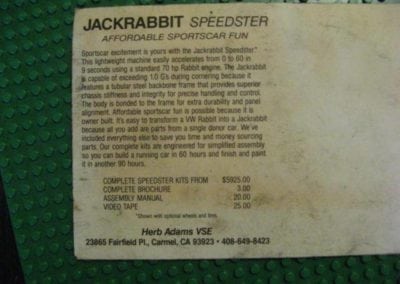 JACKRABBIT SPEEDSTER
AFFORDABLE SPORTSCAR FUN
Sportscar excitement is yours with the Jackrabbit Speedster*
This lightweight machine easily accelerates from 0 to 60 in
9 seconds using a standard 70 hp Rabbit engine. The Jackrabbit
is capable of exceeding 1.0 G's during cornering because it
features a tubular steel backbone frame that provides superior
chassis stiffness and integrity for precise handling and control.
The body is bonded to the frame for extra durability and panel
alignment. Affordable sportscar fun is possible because it is
owner built. It's easy to transform a VW Rabbit into a Jackrabbit
because all you add are parts from a single donor car. We've
included everything else to save you time and money sourcing
parts. Our complete kits are engineered for simplified assembly
so you can build a running car in 60 hours and finish and paint
it in another 90 hours.
COMPLETE SPEEDSTER KITS FROM $5925.00
COMPLETE BROCHURE 3.00
ASSEMBLY MANUAL 20.00
VIDEO TAPE 25.00
*Shown with optional wheels and tires.
Herb Adams VSE
23865 Fairfield Pl., Carmel, CA 93923 • 408-649-8423